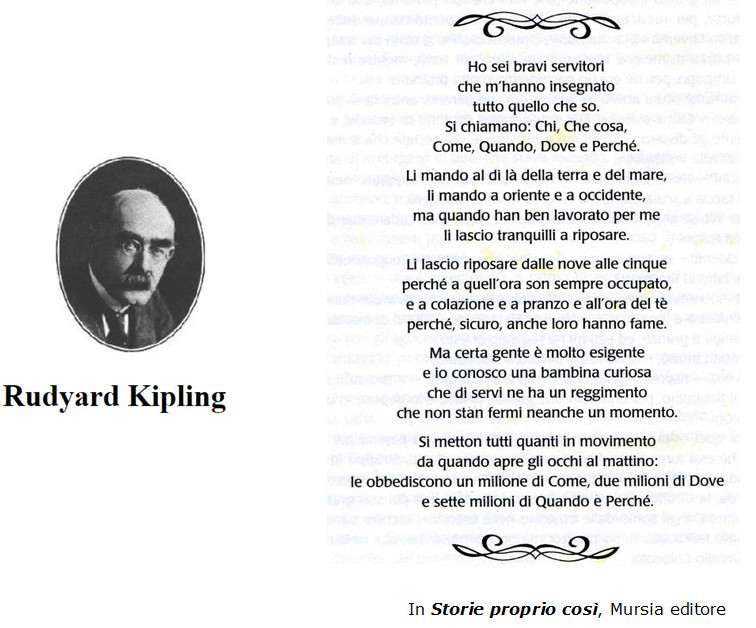 Ho sei bravi servitori
che m'hanno insegnato
tutto quello che so.
Si chiamano: Chi, Che cosa,
Come, Quando, Dove e Perché.
Li mando al di là della terra e del mare,
li mando a oriente e a occidente,
ma quando han ben lavorato per me
li lascio tranquilli a riposare.
Li lascio riposare dalle nove alle cinque
perché a quell'ora son sempre occupato,
e a colazione e a pranzo e all'ora del tè
perché, sicuro, anche loro hanno fame.
Ma certa gente è molto esigente
e io conosco una bambina curiosa
che di servi ne ha un reggimento
che non stan fermi neanche un momento.
Si metton tutti quanti in movimento
da quando apre gli occhi al mattino:
le obbediscono un milione di Come, due milioni di Dove
e sette milioni di Quando e Perché.
Rudyard Kipling
In Storie proprio così, Mursia editore